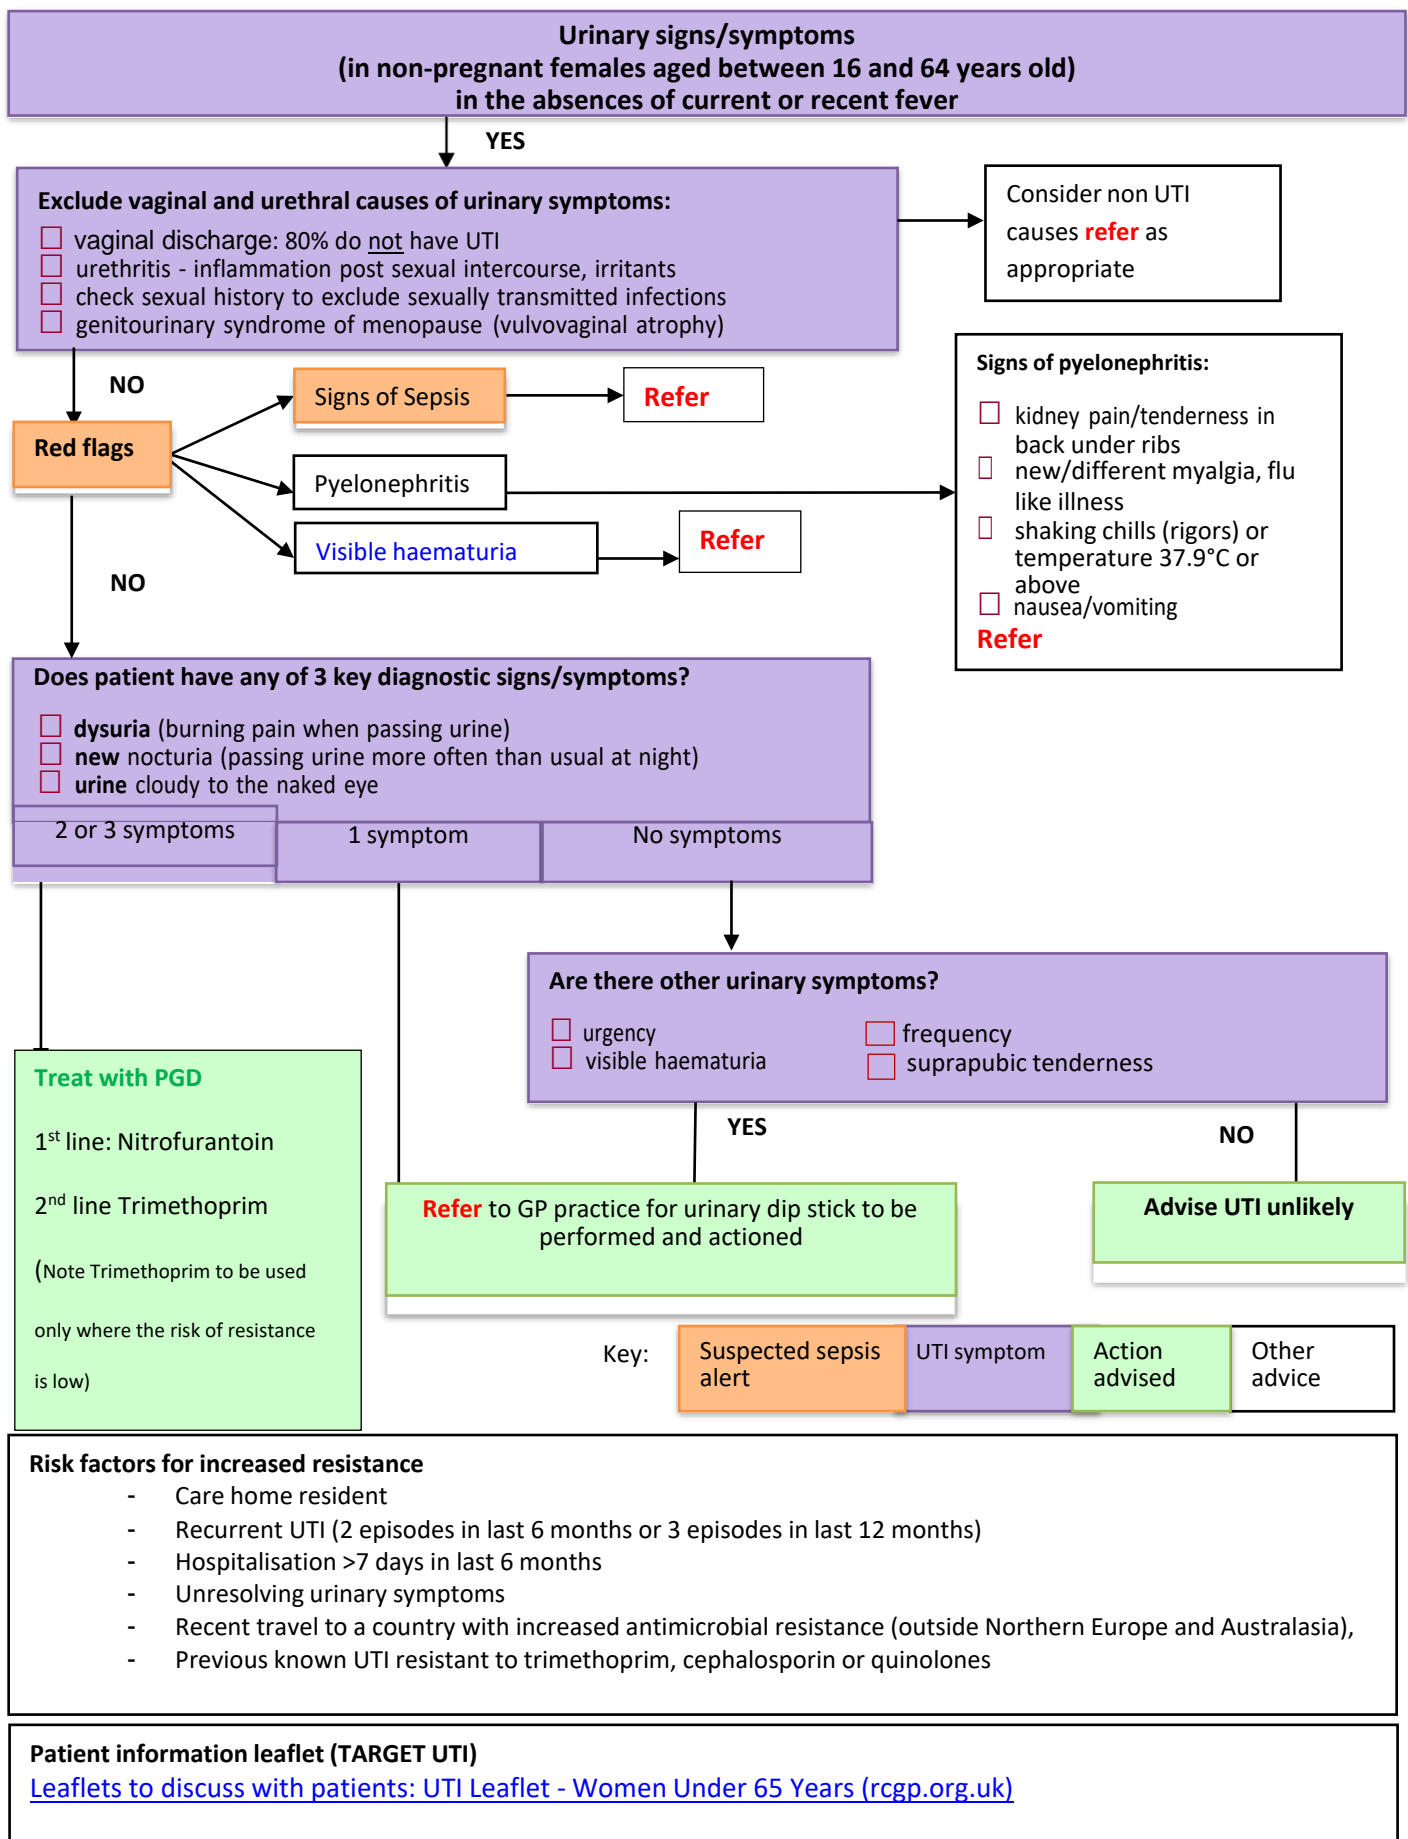 Urinary signs/symptoms
(in non-pregnant females aged between 16 and 64 years old)
in the absences of current or recent fever
YES
Exclude vaginal and urethral causes of urinary symptoms:
vaginal discharge: 80% do not have UTI
urethritis - inflammation post sexual intercourse, irritants
check sexual history to exclude sexually transmitted infections
genitourinary syndrome of menopause (vulvovaginal atrophy)
Consider non UTI
causes refer as
appropriate
NO
Red flags
Signs of Sepsis
Refer
Pyelonephritis
Visible haematuria
Refer
Signs of pyelonephritis:
kidney pain/tenderness in
back under ribs
new/different myalgia, flu
like illness
shaking chills (rigors) or
temperature 37.9°C or
above
nausea/vomiting
Refer
NO
Does patient have any of 3 key diagnostic signs/symptoms?
dysuria (burning pain when passing urine)
new nocturia (passing urine more often than usual at night)
urine cloudy to the naked eye
2 or 3 symptoms
1 symptom
No symptoms
Are there other urinary symptoms?
urgency
visible haematuria
frequency
suprapubic tenderness
YES
NO
Treat with PGD
1st line: Nitrofurantoin
2nd line Trimethoprim
(Note Trimethoprim to be used
only where the risk of resistance
is low)
Refer to GP practice for urinary dip stick to be
performed and actioned
Advise UTI unlikely
Key:
Suspected sepsis
alert
UTI symptom
Action
advised
Other
advice
Risk factors for increased resistance
- Care home resident
- Recurrent UTI (2 episodes in last 6 months or 3 episodes in last 12 months)
- Hospitalisation >7 days in last 6 months
- Unresolving urinary symptoms
- Recent travel to a country with increased antimicrobial resistance (outside Northern Europe and Australasia),
- Previous known UTI resistant to trimethoprim, cephalosporin or quinolones
Patient information leaflet (TARGET UTI)
Leaflets to discuss with patients: UTI Leaflet - Women Under 65 Years (rcgp.org.uk)